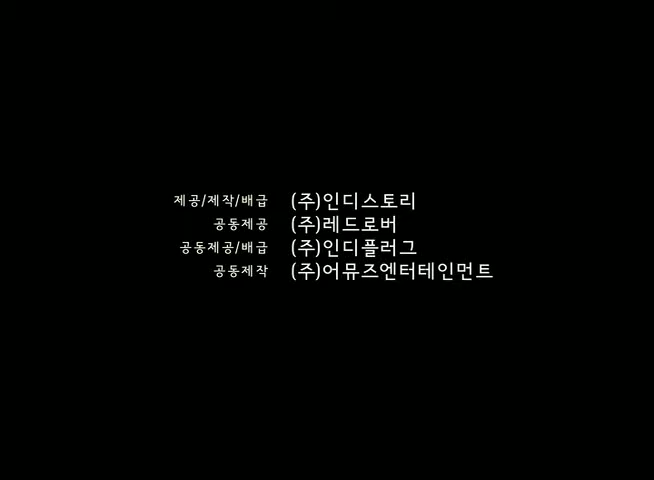 제공/제작/배급 (주)인디스토리
공동제공 (주)레드로버
공동제공/배급 (주)인디플러그
공동제작 (주)어뮤즈엔터테인먼트